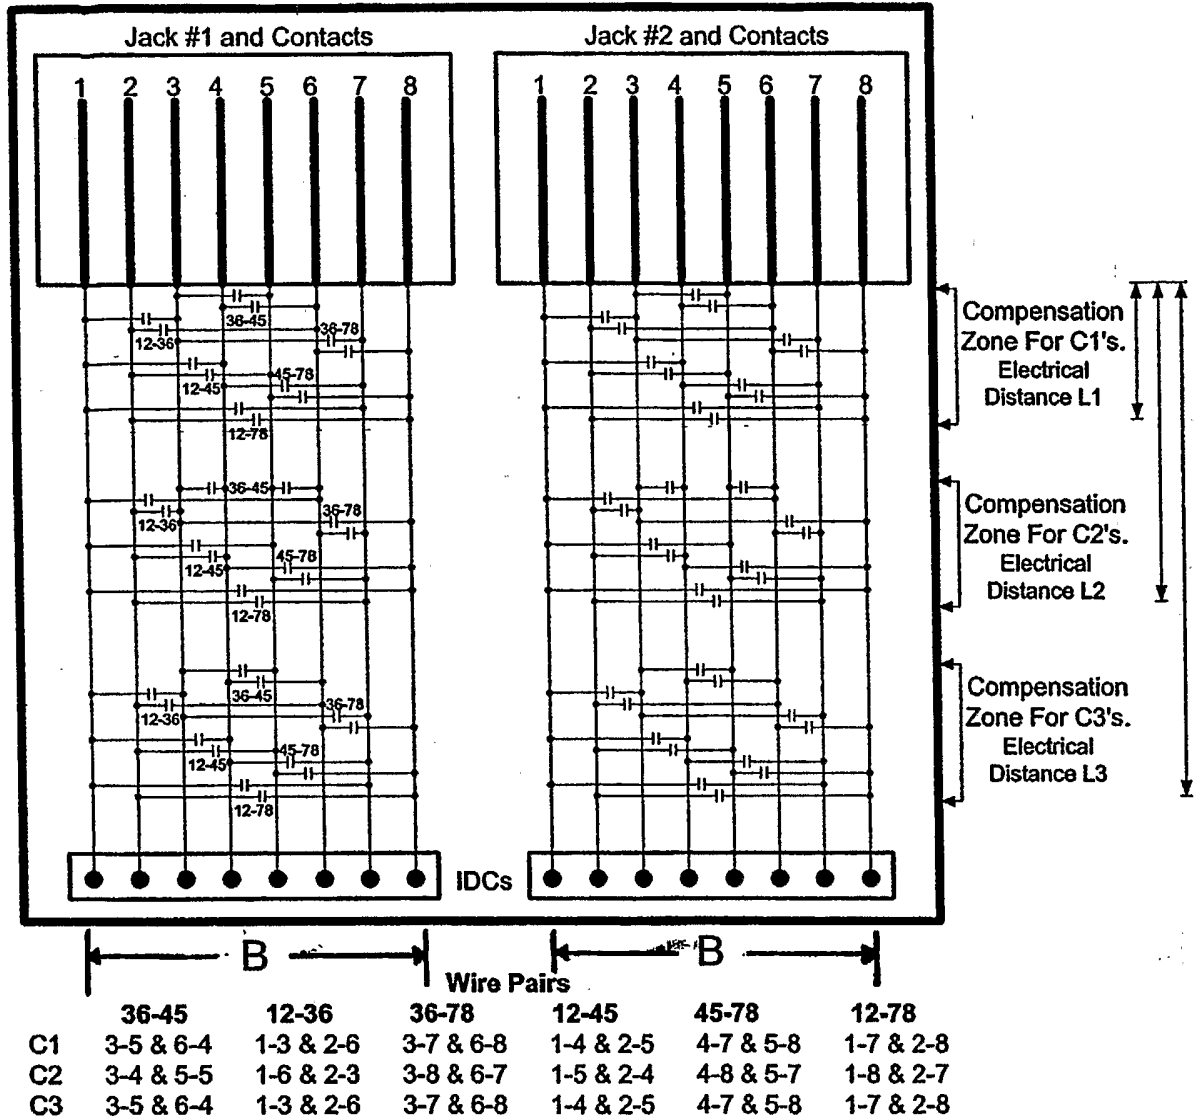 Jack #1 and Contacts
Jack #2 and Contacts
1 2 3 4 5 6 7 8
1 2 3 4 5 6 7 8
36-45
36-78
12-36
45-78
12-45
12-78
36-45
36-78
12-36
45-78
12-45
12-78
36-45
36-78
12-36
45-78
12-45
12-78
Compensation
Zone For C1's.
Electrical
Distance L1
Compensation
Zone For C2's.
Electrical
Distance L2
Compensation
Zone For C3's.
Electrical
Distance L3
IDCs
B
B
Wire Pairs
36-45 12-36 36-78 12-45 45-78 12-78
C1 3-5 & 6-4 1-3 & 2-6 3-7 & 6-8 1-4 & 2-5 4-7 & 5-8 1-7 & 2-8
C2 3-4 & 5-5 1-6 & 2-3 3-8 & 6-7 1-5 & 2-4 4-8 & 5-7 1-8 & 2-7
C3 3-5 & 6-4 1-3 & 2-6 3-7 & 6-8 1-4 & 2-5 4-7 & 5-8 1-7 & 2-8